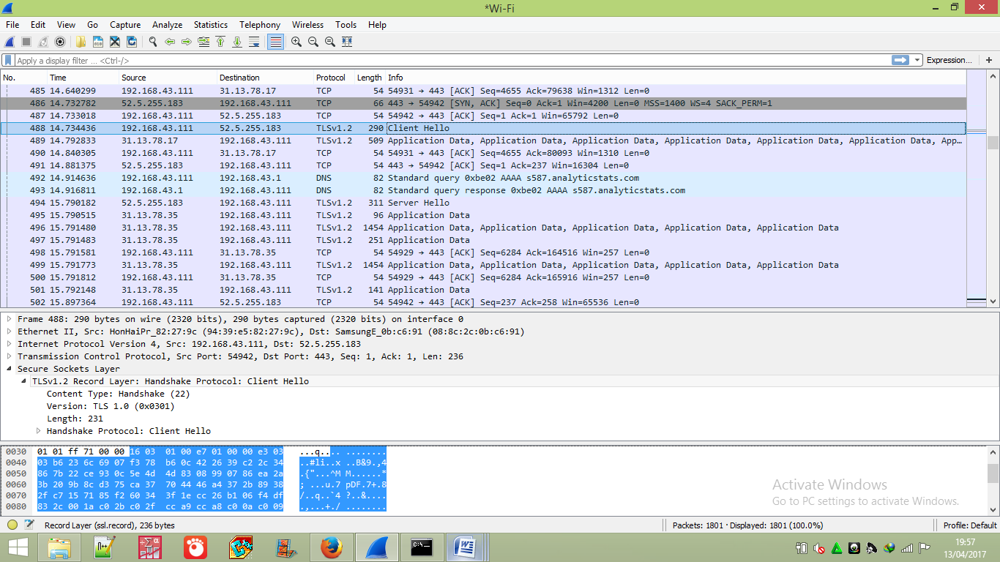 *Wi-Fi
File Edit View Go Capture Analyze Statistics Telephony Wireless Tools Help
Apply a display filter ... <Ctrl-/> Expression... +
No. Time Source Destination Protocol Length Info
485 14.640299 192.168.43.111 31.13.78.17 TCP 54 54931 → 443 [ACK] Seq=4655 Ack=79638 Win=1312 Len=0
486 14.732782 52.5.255.183 192.168.43.111 TCP 66 443 → 54942 [SYN, ACK] Seq=0 Ack=1 Win=4200 Len=0 MSS=1400 WS=4 SACK_PERM=1
487 14.733018 192.168.43.111 52.5.255.183 TCP 54 54942 → 443 [ACK] Seq=1 Ack=1 Win=65792 Len=0
488 14.734436 192.168.43.111 52.5.255.183 TLSv1.2 290 Client Hello
489 14.792833 31.13.78.17 192.168.43.111 TLSv1.2 509 Application Data, Application Data, Application Data, Application Data, Application Data, Application Data, App…
490 14.840305 192.168.43.111 31.13.78.17 TCP 54 54931 → 443 [ACK] Seq=4655 Ack=80093 Win=1310 Len=0
491 14.881375 52.5.255.183 192.168.43.111 TCP 54 443 → 54942 [ACK] Seq=1 Ack=237 Win=16304 Len=0
492 14.914636 192.168.43.111 192.168.43.1 DNS 82 Standard query 0xbe02 AAAA s587.analyticstats.com
493 14.916811 192.168.43.1 192.168.43.111 DNS 82 Standard query response 0xbe02 AAAA s587.analyticstats.com
494 15.790182 52.5.255.183 192.168.43.111 TLSv1.2 311 Server Hello
495 15.790515 31.13.78.35 192.168.43.111 TLSv1.2 96 Application Data
496 15.791480 31.13.78.35 192.168.43.111 TLSv1.2 1454 Application Data, Application Data, Application Data, Application Data, Application Data
497 15.791483 31.13.78.35 192.168.43.111 TLSv1.2 251 Application Data
498 15.791581 192.168.43.111 31.13.78.35 TCP 54 54929 → 443 [ACK] Seq=6284 Ack=164516 Win=257 Len=0
499 15.791773 31.13.78.35 192.168.43.111 TLSv1.2 1454 Application Data, Application Data, Application Data, Application Data, Application Data
500 15.791812 192.168.43.111 31.13.78.35 TCP 54 54929 → 443 [ACK] Seq=6284 Ack=165916 Win=257 Len=0
501 15.792148 31.13.78.35 192.168.43.111 TLSv1.2 141 Application Data
502 15.897364 192.168.43.111 52.5.255.183 TCP 54 54942 → 443 [ACK] Seq=237 Ack=258 Win=65536 Len=0
Frame 488: 290 bytes on wire (2320 bits), 290 bytes captured (2320 bits) on interface 0
Ethernet II, Src: HonHaiPr_82:27:9c (94:39:e5:82:27:9c), Dst: SamsungE_0b:c6:91 (08:8c:2c:0b:c6:91)
Internet Protocol Version 4, Src: 192.168.43.111, Dst: 52.5.255.183
Transmission Control Protocol, Src Port: 54942, Dst Port: 443, Seq: 1, Ack: 1, Len: 236
Secure Sockets Layer
TLSv1.2 Record Layer: Handshake Protocol: Client Hello
Content Type: Handshake (22)
Version: TLS 1.0 (0x0301)
Length: 231
Handshake Protocol: Client Hello
0030 01 01 ff 71 00 00 16 03 01 00 e7 01 00 00 e3 03 ...q.... ........
0040 03 b6 23 6c 69 07 f3 78 b6 0c 42 26 39 c2 2c 34 ..#li..x ..B&9.,4
0050 86 7b 22 ce 93 0c 5e 4d 4d 83 08 99 07 86 ea 2a .{"...^M M......*
0060 3b 20 9b 8c d3 75 ca 37 70 44 46 a4 37 2b 89 38 ; ...u.7 pDF.7+.8
0070 2f c7 15 71 85 f2 60 34 3f 1e cc 26 b1 06 f4 df /..q..`4 ?..&....
0080 83 2c 00 1a c0 2b c0 2f cc a9 cc a8 c0 0a c0 09 .,...+./ ........
Activate Windows
Go to PC settings to activate Windows.
Record Layer (ssl.record), 236 bytes Packets: 1801 · Displayed: 1801 (100.0%) Profile: Default
19:57
13/04/2017